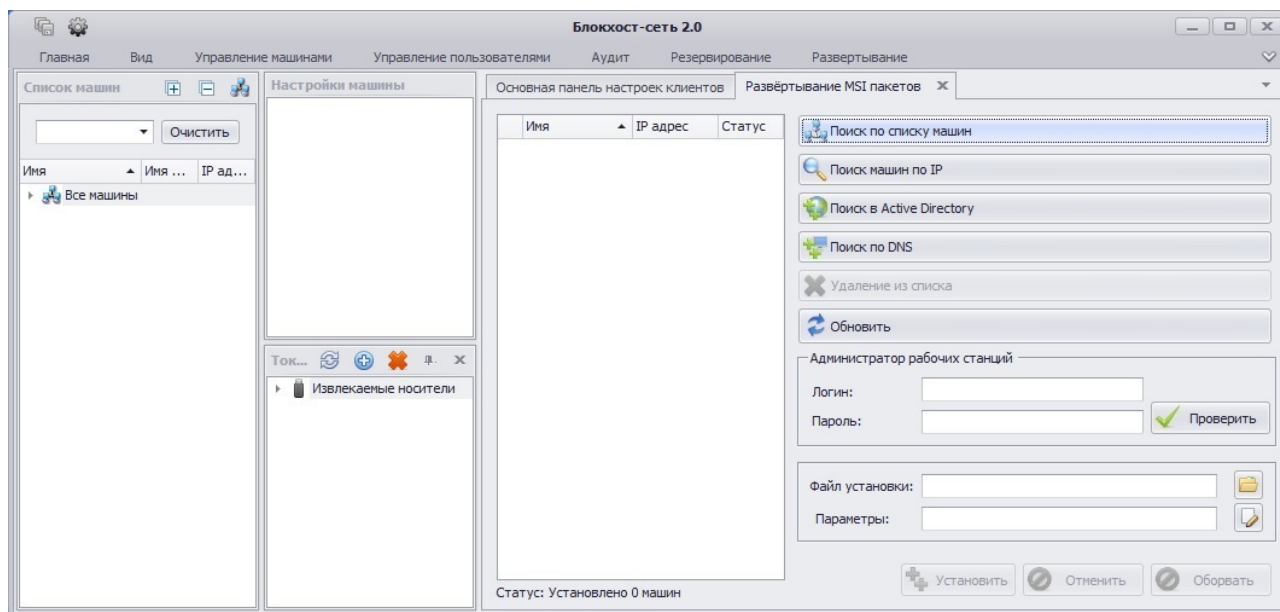 Блокхост-сеть 2.0
Главная Вид Управление машинами Управление пользователями Аудит Резервирование Развертывание
Список машин
Очистить
Имя Имя ... IP ад...
Все машины
Настройки машины
Ток...
Извлекаемые носители
Основная панель настроек клиентов Развёртывание MSI пакетов
Имя IP адрес Статус
Статус: Установлено 0 машин
Поиск по списку машин
Поиск машин по IP
Поиск в Active Directory
Поиск по DNS
Удаление из списка
Обновить
Администратор рабочих станций
Логин:
Пароль:
Проверить
Файл установки:
Параметры:
Установить Отменить Оборвать